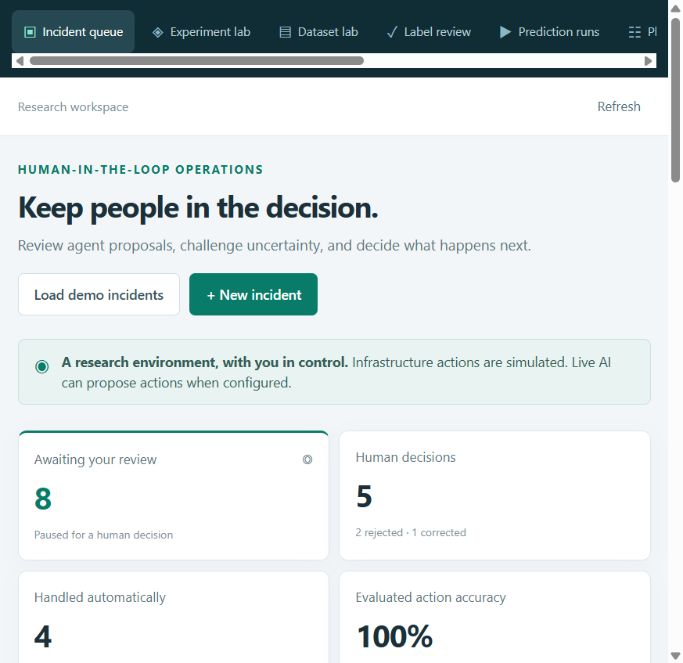 Incident queue Experiment lab Dataset lab Label review Prediction runs Pl
Research workspace Refresh
HUMAN-IN-THE-LOOP OPERATIONS
Keep people in the decision.
Review agent proposals, challenge uncertainty, and decide what happens next.
Load demo incidents + New incident
A research environment, with you in control. Infrastructure actions are simulated. Live AI
can propose actions when configured.
Awaiting your review
8
Paused for a human decision
Human decisions
5
2 rejected · 1 corrected
Handled automatically
4
Evaluated action accuracy
100%